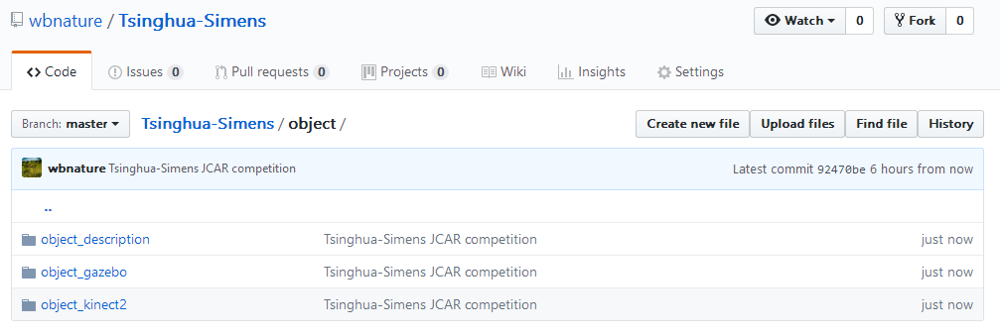 wbnature / Tsinghua-Simens
Watch 0 Fork 0
Code Issues 0 Pull requests 0 Projects 0 Wiki Insights Settings
Branch: master Tsinghua-Simens / object / Create new file Upload files Find file History
wbnature Tsinghua-Simens JCAR competition Latest commit 92470be 6 hours from now
..
object_description Tsinghua-Simens JCAR competition just now
object_gazebo Tsinghua-Simens JCAR competition just now
object_kinect2 Tsinghua-Simens JCAR competition just now